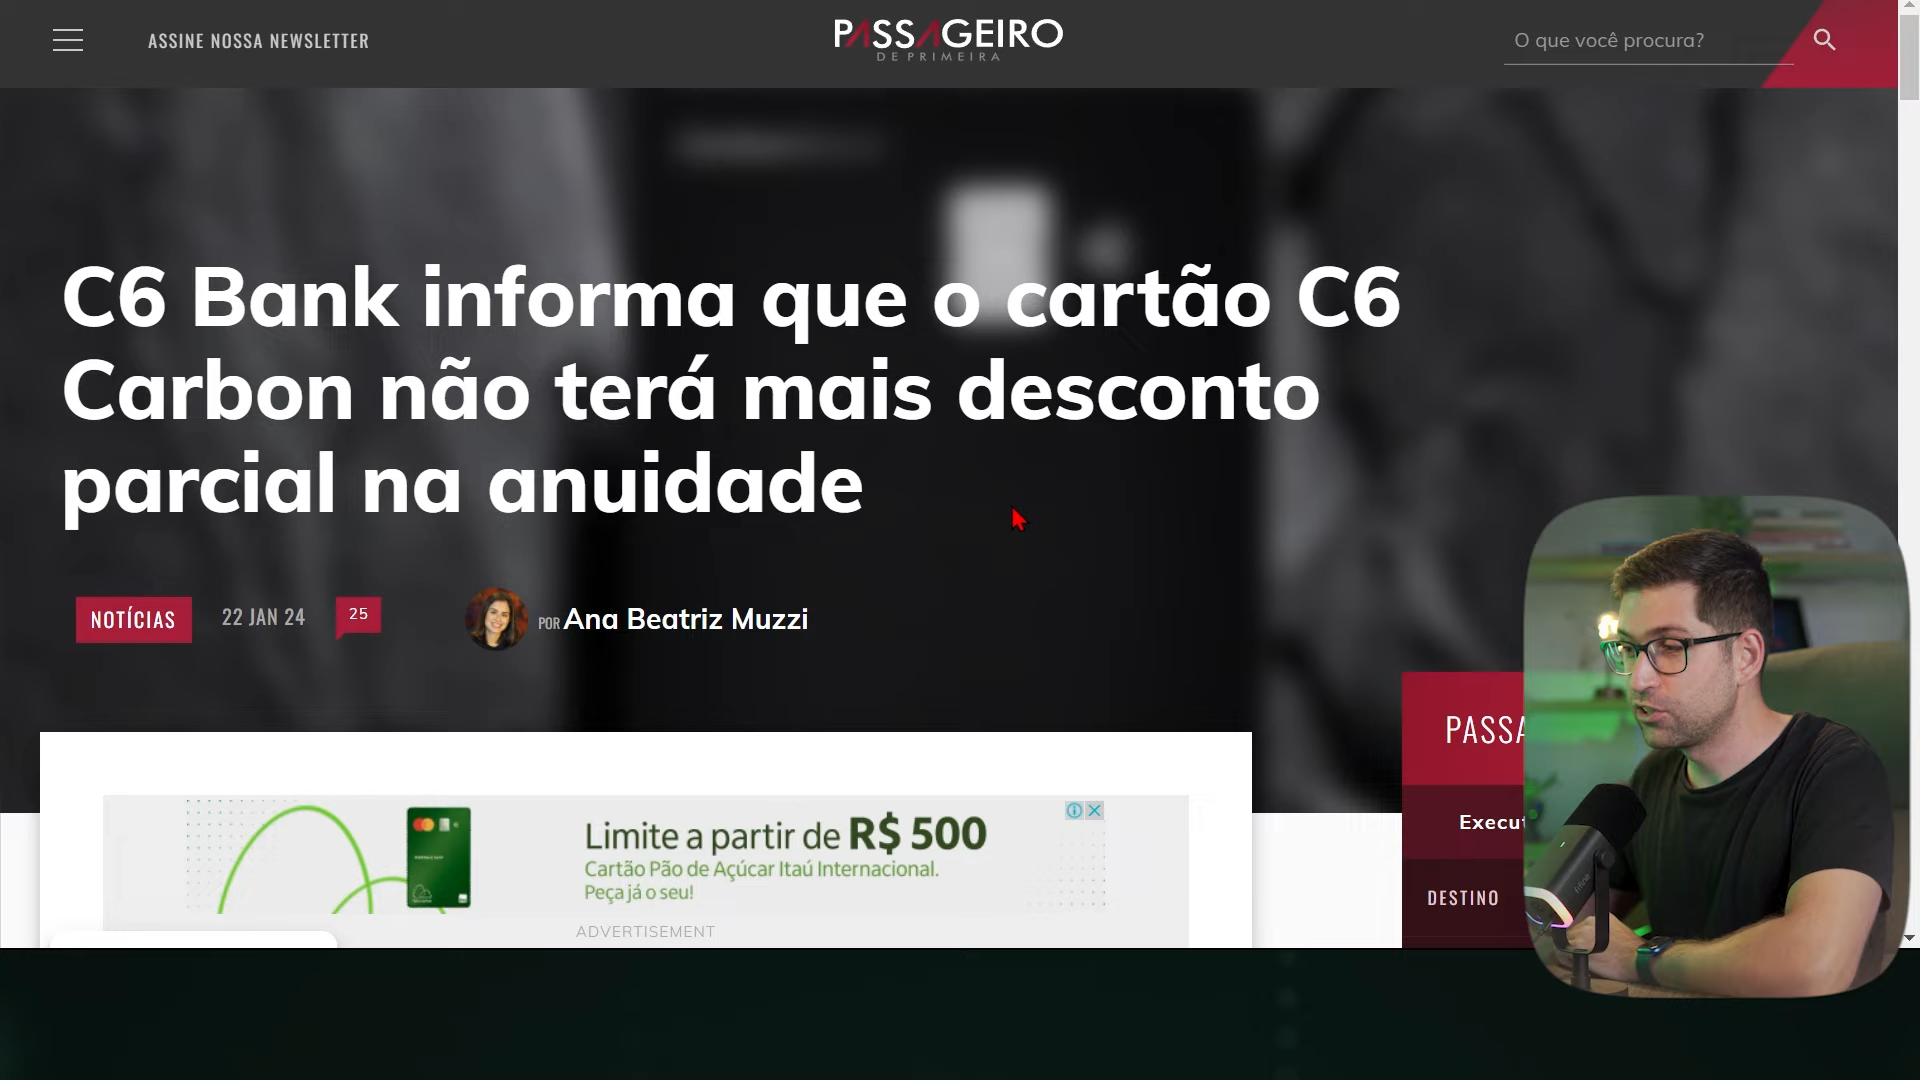 ASSINE NOSSA NEWSLETTER
PASSAGEIRO
DE PRIMEIRA
O que você procura?
C6 Bank informa que o cartão C6
Carbon não terá mais desconto
parcial na anuidade
NOTÍCIAS
22 JAN 24
25
POR Ana Beatriz Muzzi
Limite a partir de R$ 500
Cartão Pão de Açúcar Itaú Internacional.
Peça já o seu!
ADVERTISEMENT
PASSA
Execut
DESTINO